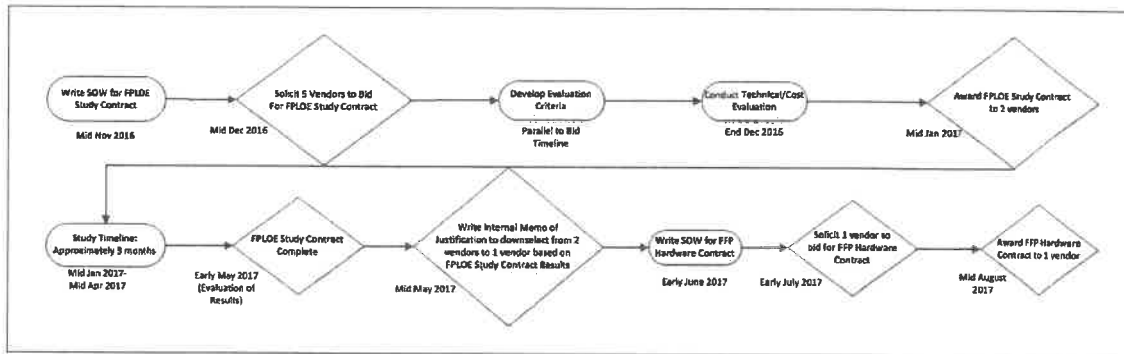 Write SOW for FPLOE
Study Contract
Mid Nov 2016
Solicit 5 Vendors to Bid
For FPLOE Study Contract
Mid Dec 2016
Develop Evaluation
Criteria
Parallel to Bid
Timeline
Conduct Technical/Cost
Evaluation
End Dec 2016
Award FPLOE Study Contract
to 2 vendors
Mid Jan 2017
Study Timeline:
Approximately 3 months
Mid Jan 2017-
Mid Apr 2017
FPLOE Study Contract
Complete
Early May 2017
(Evaluation of
Results)
Write Internal Memo of
Justification to downselect from 2
vendors to 1 vendor based on
FPLOE Study Contract Results
Mid May 2017
Write SOW for FFP
Hardware Contract
Early June 2017
Solicit 1 vendor to
bid for FFP Hardware
Contract
Early July 2017
Award FFP Hardware
Contract to 1 vendor
Mid August
2017